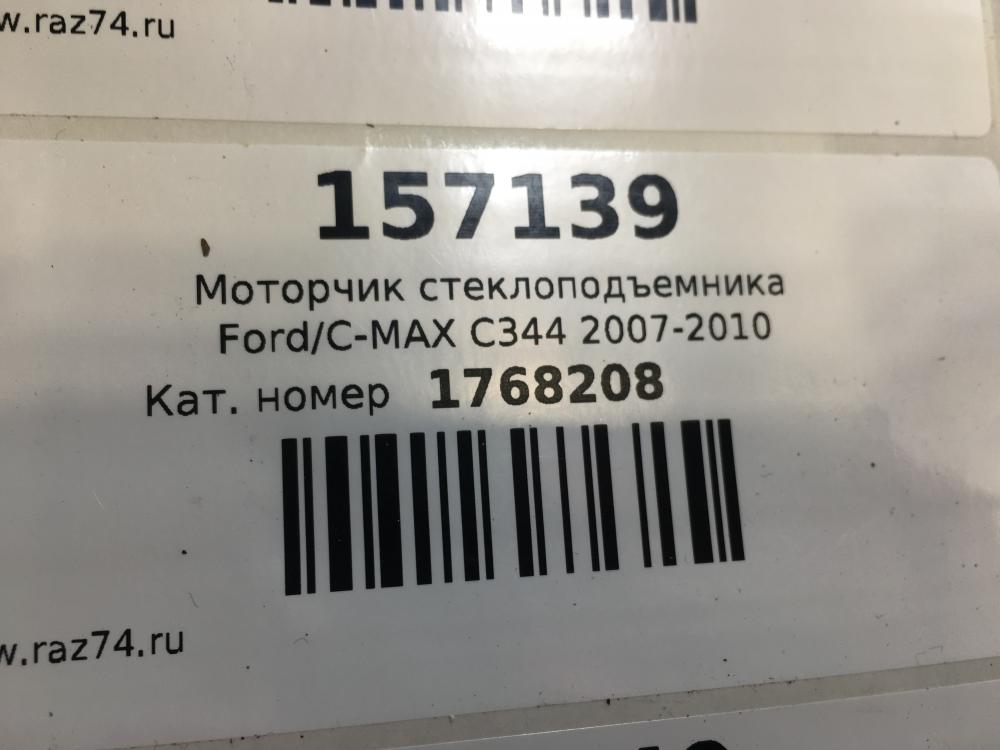 w.raz74.ru
157139
Моторчик стеклоподъемника
Ford/C-MAX C344 2007-2010
Кат. номер 1768208
w.raz74.ru